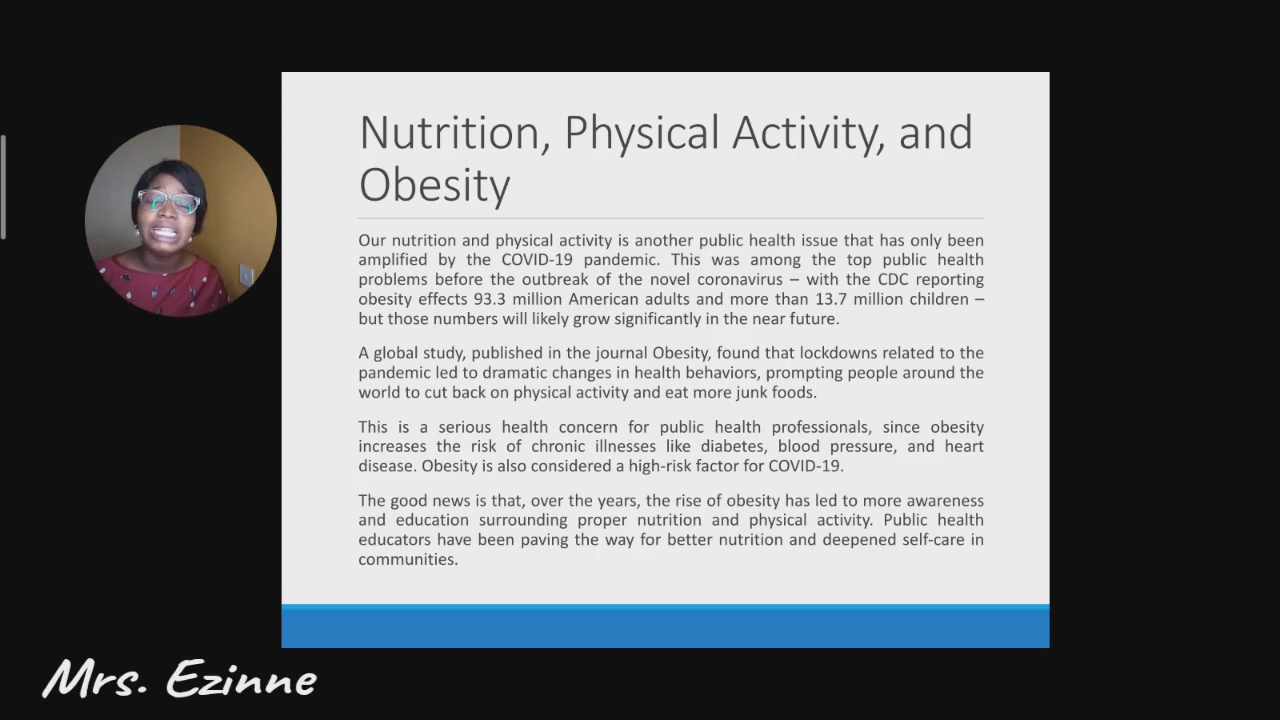 Nutrition, Physical Activity, and
Obesity
Our nutrition and physical activity is another public health issue that has only been
amplified by the COVID-19 pandemic. This was among the top public health
problems before the outbreak of the novel coronavirus – with the CDC reporting
obesity effects 93.3 million American adults and more than 13.7 million children –
but those numbers will likely grow significantly in the near future.
A global study, published in the journal Obesity, found that lockdowns related to the
pandemic led to dramatic changes in health behaviors, prompting people around the
world to cut back on physical activity and eat more junk foods.
This is a serious health concern for public health professionals, since obesity
increases the risk of chronic illnesses like diabetes, blood pressure, and heart
disease. Obesity is also considered a high-risk factor for COVID-19.
The good news is that, over the years, the rise of obesity has led to more awareness
and education surrounding proper nutrition and physical activity. Public health
educators have been paving the way for better nutrition and deepened self-care in
communities.
Mrs. Ezinne